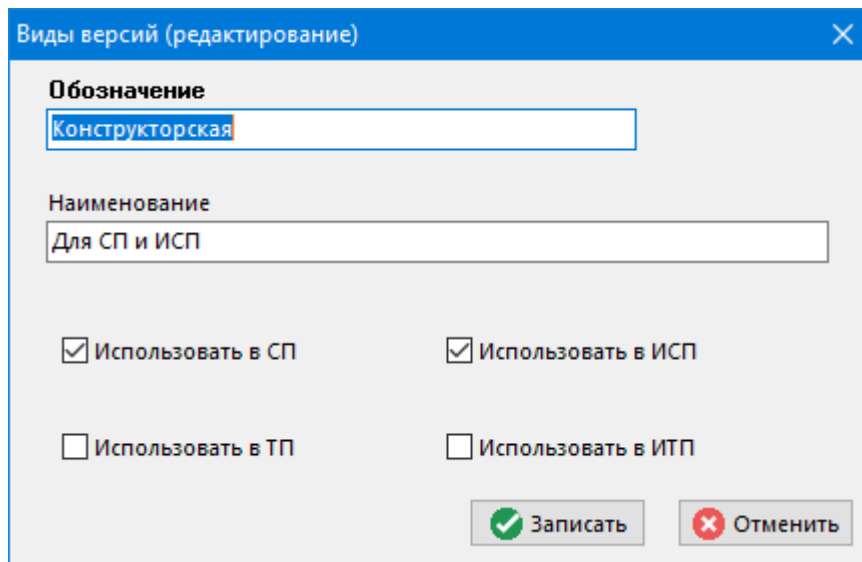 Виды версий (редактирование)
Обозначение
Конструкторская
Наименование
Для СП и ИСП
Использовать в СП
Использовать в ИСП
Использовать в ТП
Использовать в ИТП
Записать
Отменить